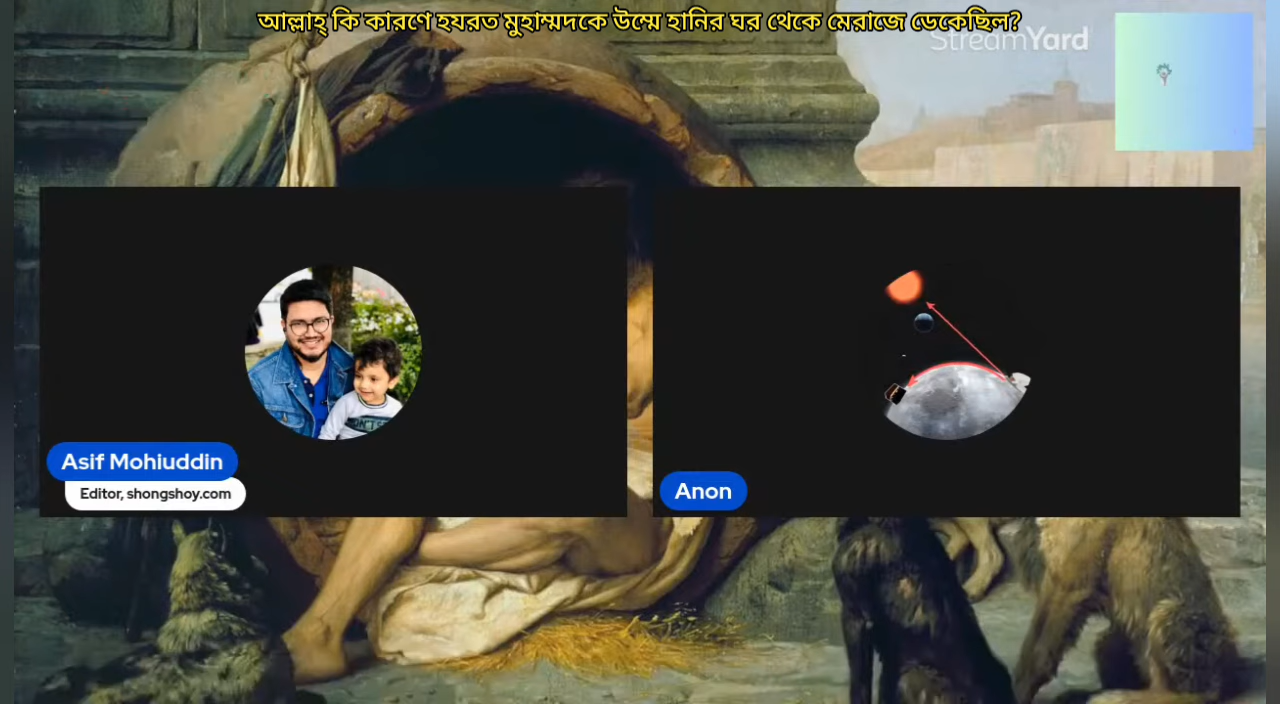 আল্লাহ্ কি কারণে হযরত মুহাম্মদকে উম্মে হানির ঘর থেকে মেরাজে ডেকেছিল?
StreamYard
Asif Mohiuddin
Editor, shongshoy.com
Anon